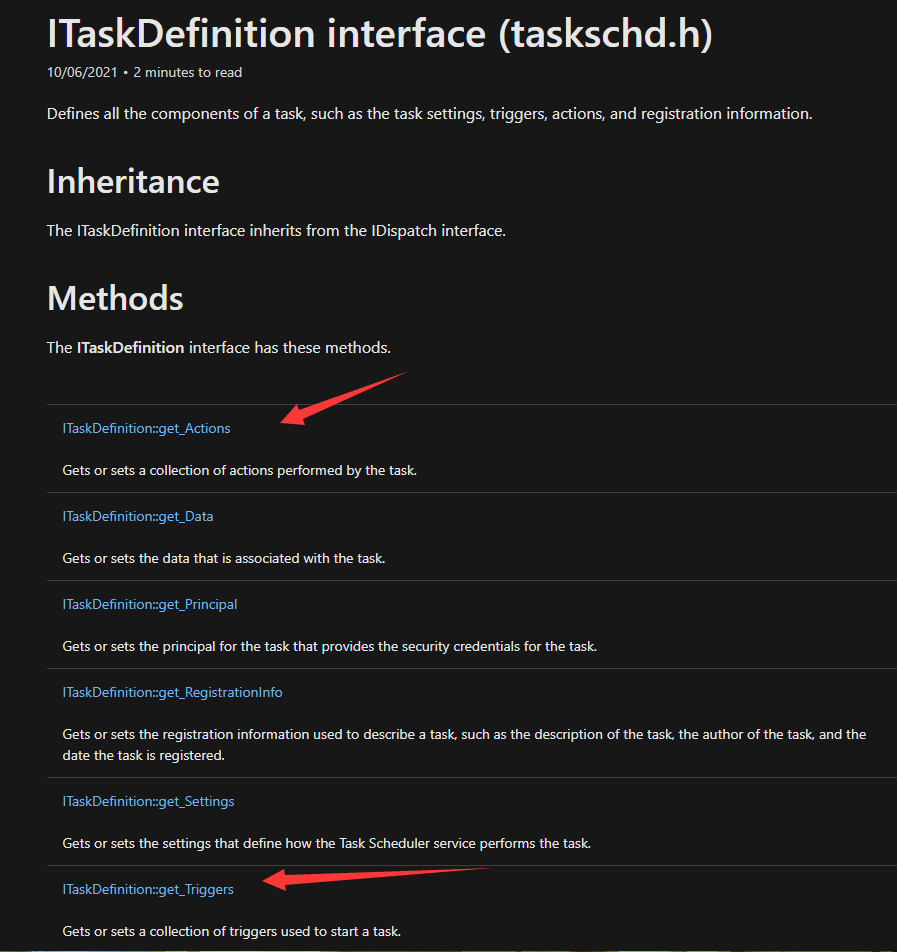 ITaskDefinition interface (taskschd.h)
10/06/2021 • 2 minutes to read
Defines all the components of a task, such as the task settings, triggers, actions, and registration information.
Inheritance
The ITaskDefinition interface inherits from the IDispatch interface.
Methods
The ITaskDefinition interface has these methods.
ITaskDefinition::get_Actions
Gets or sets a collection of actions performed by the task.
ITaskDefinition::get_Data
Gets or sets the data that is associated with the task.
ITaskDefinition::get_Principal
Gets or sets the principal for the task that provides the security credentials for the task.
ITaskDefinition::get_RegistrationInfo
Gets or sets the registration information used to describe a task, such as the description of the task, the author of the task, and the
date the task is registered.
ITaskDefinition::get_Settings
Gets or sets the settings that define how the Task Scheduler service performs the task.
ITaskDefinition::get_Triggers
Gets or sets a collection of triggers used to start a task.